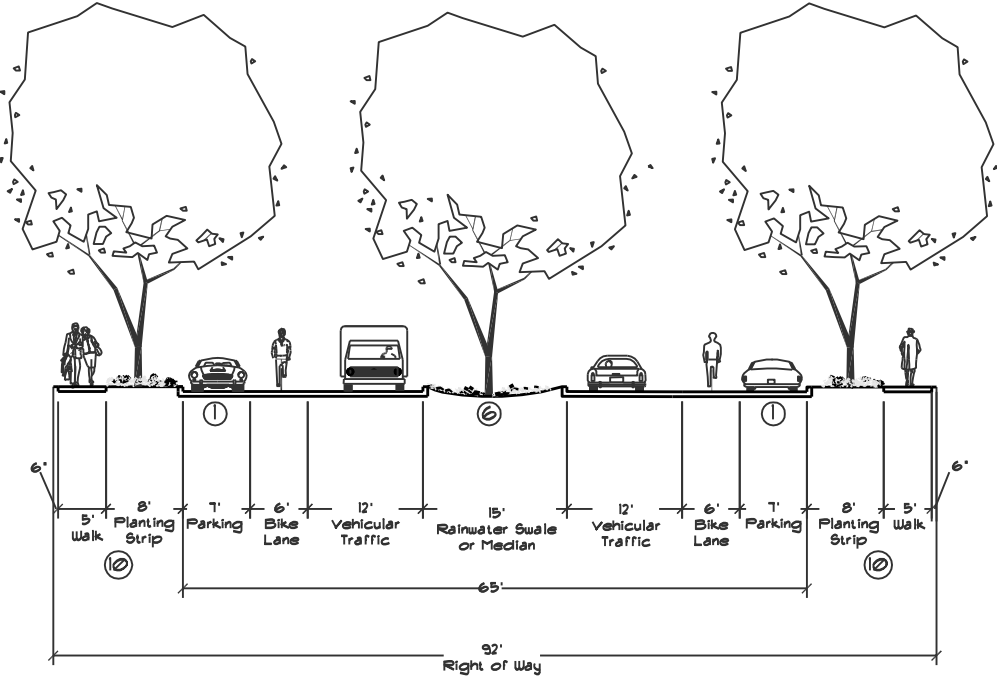 1
6
1
6"
6"
5'
Walk
8'
Planting
Strip
7'
Parking
6'
Bike
Lane
12'
Vehicular
Traffic
15'
Rainwater Swale
or Median
12'
Vehicular
Traffic
6'
Bike
Lane
7'
Parking
8'
Planting
Strip
5'
Walk
10
10
65'
92'
Right of Way